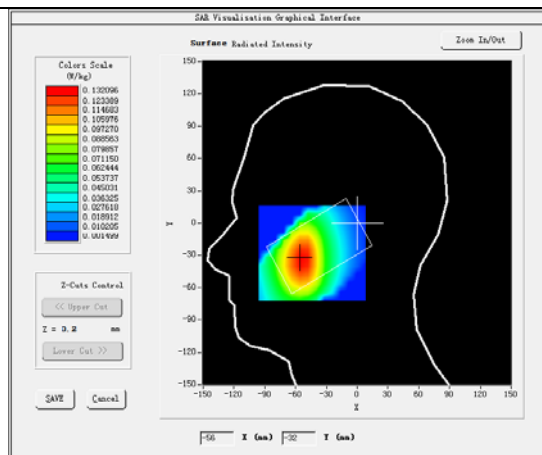 SAR Visualisation Graphical Interface
Surface Radiated Intensity
Zoom In/Out
Colors Scale
(W/kg)
0.132096
0.123389
0.114683
0.105976
0.097270
0.088563
0.079857
0.071150
0.062444
0.053737
0.045031
0.036325
0.027618
0.018912
0.010205
0.001499
150
120
90
60
30
0
-30
-60
-90
-120
-150
Y
-150 -120 -90 -60 -30 0 30 60 90 120 150
X
Z-Cuts Control
<< Upper Cut
Z = 3.2 mm
Lower Cut >>
SAVE Cancel
-56 X (mm) -32 Y (mm)